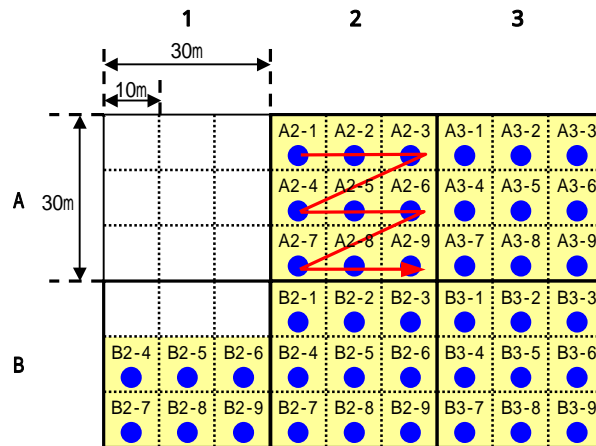 1 2 3
30m
10m
A2-1 A2-2 A2-3 A3-1 A3-2 A3-3
A 30m A2-4 A2-5 A2-6 A3-4 A3-5 A3-6
A2-7 A2-8 A2-9 A3-7 A3-8 A3-9
B2-1 B2-2 B2-3 B3-1 B3-2 B3-3
B B2-4 B2-5 B2-6 B2-4 B2-5 B2-6 B3-4 B3-5 B3-6
B2-7 B2-8 B2-9 B2-7 B2-8 B2-9 B3-7 B3-8 B3-9